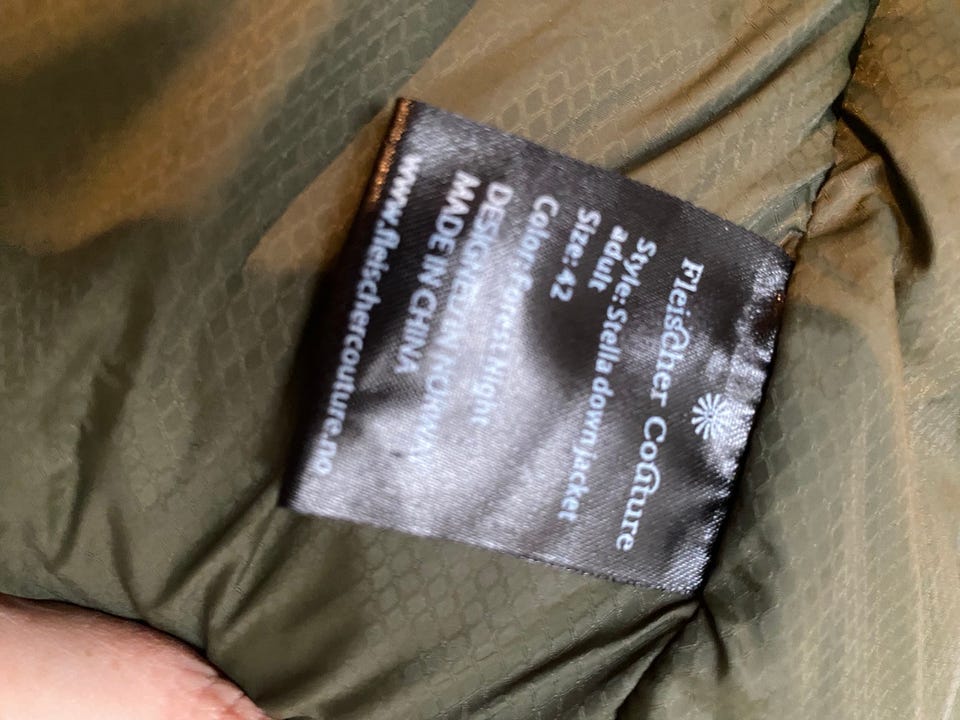 Fleischer Couture
Style: Stella down jacket
adult
Size: 42
Color: Forest Night
DESIGNED IN NORWAY
MADE IN CHINA
www.fleischercouture.no